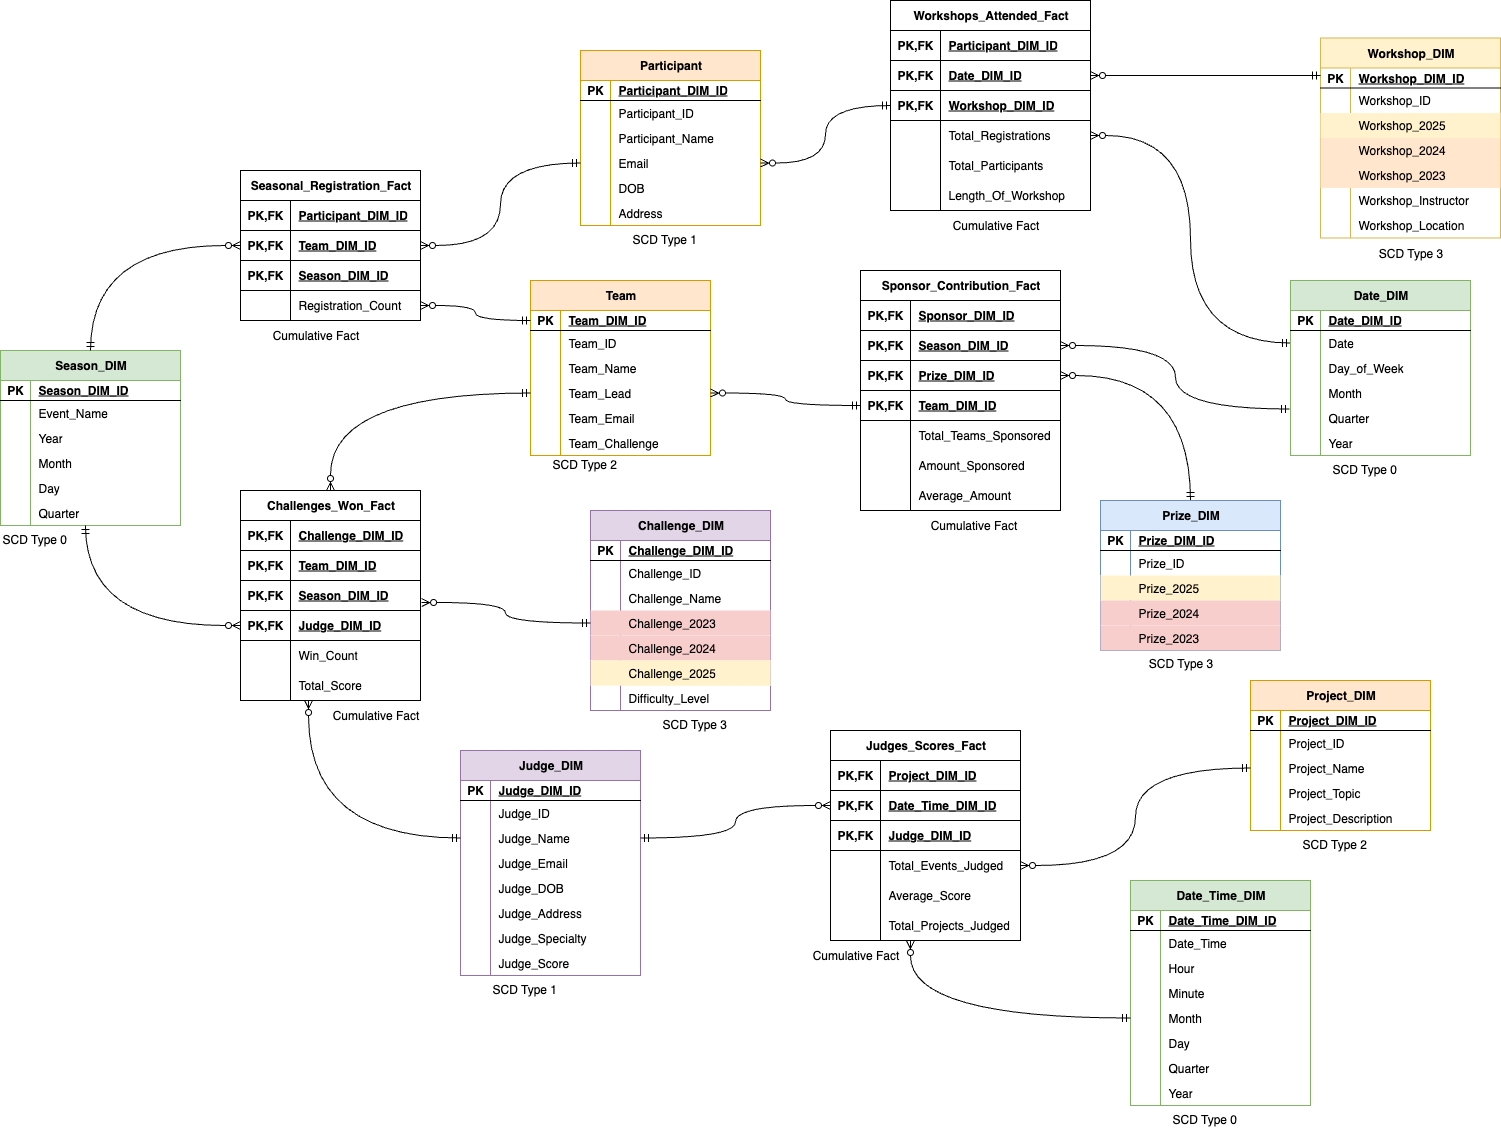 Workshops_Attended_Fact
PK,FK Participant_DIM_ID
PK,FK Date_DIM_ID
PK,FK Workshop_DIM_ID
Total_Registrations
Total_Participants
Length_Of_Workshop
Cumulative Fact
Workshop_DIM
PK Workshop_DIM_ID
Workshop_ID
Workshop_2025
Workshop_2024
Workshop_2023
Workshop_Instructor
Workshop_Location
SCD Type 3
Participant
PK Participant_DIM_ID
Participant_ID
Participant_Name
Email
DOB
Address
SCD Type 1
Seasonal_Registration_Fact
PK,FK Participant_DIM_ID
PK,FK Team_DIM_ID
PK,FK Season_DIM_ID
Registration_Count
Cumulative Fact
Team
PK Team_DIM_ID
Team_ID
Team_Name
Team_Lead
Team_Email
Team_Challenge
SCD Type 2
Sponsor_Contribution_Fact
PK,FK Sponsor_DIM_ID
PK,FK Season_DIM_ID
PK,FK Prize_DIM_ID
PK,FK Team_DIM_ID
Total_Teams_Sponsored
Amount_Sponsored
Average_Amount
Cumulative Fact
Date_DIM
PK Date_DIM_ID
Date
Day_of_Week
Month
Quarter
Year
SCD Type 0
Season_DIM
PK Season_DIM_ID
Event_Name
Year
Month
Day
Quarter
SCD Type 0
Challenges_Won_Fact
PK,FK Challenge_DIM_ID
PK,FK Team_DIM_ID
PK,FK Season_DIM_ID
PK,FK Judge_DIM_ID
Win_Count
Total_Score
Cumulative Fact
Challenge_DIM
PK Challenge_DIM_ID
Challenge_ID
Challenge_Name
Challenge_2023
Challenge_2024
Challenge_2025
Difficulty_Level
SCD Type 3
Prize_DIM
PK Prize_DIM_ID
Prize_ID
Prize_2025
Prize_2024
Prize_2023
SCD Type 3
Project_DIM
PK Project_DIM_ID
Project_ID
Project_Name
Project_Topic
Project_Description
SCD Type 2
Judge_DIM
PK Judge_DIM_ID
Judge_ID
Judge_Name
Judge_Email
Judge_DOB
Judge_Address
Judge_Specialty
Judge_Score
SCD Type 1
Judges_Scores_Fact
PK,FK Project_DIM_ID
PK,FK Date_Time_DIM_ID
PK,FK Judge_DIM_ID
Total_Events_Judged
Average_Score
Total_Projects_Judged
Cumulative Fact
Date_Time_DIM
PK Date_Time_DIM_ID
Date_Time
Hour
Minute
Month
Day
Quarter
Year
SCD Type 0